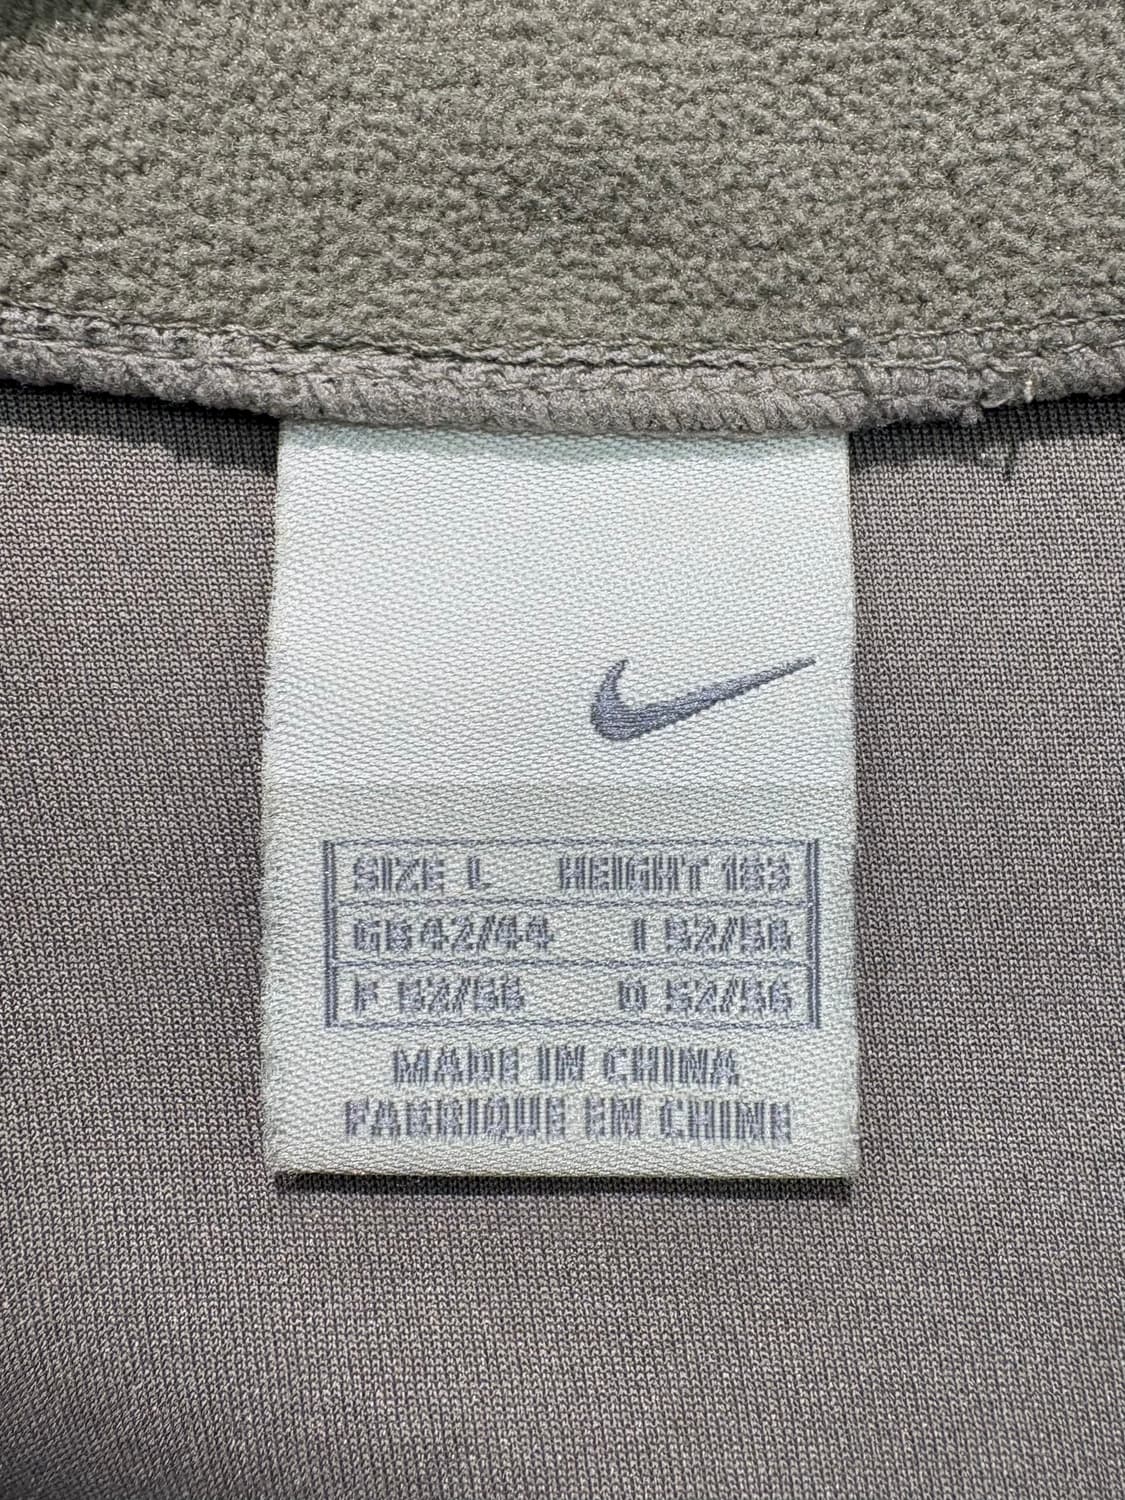 SIZE L HEIGHT 183
GB 42/44 I 52/56
F 52/56 D 52/56
MADE IN CHINA
FABRIQUE EN CHINE